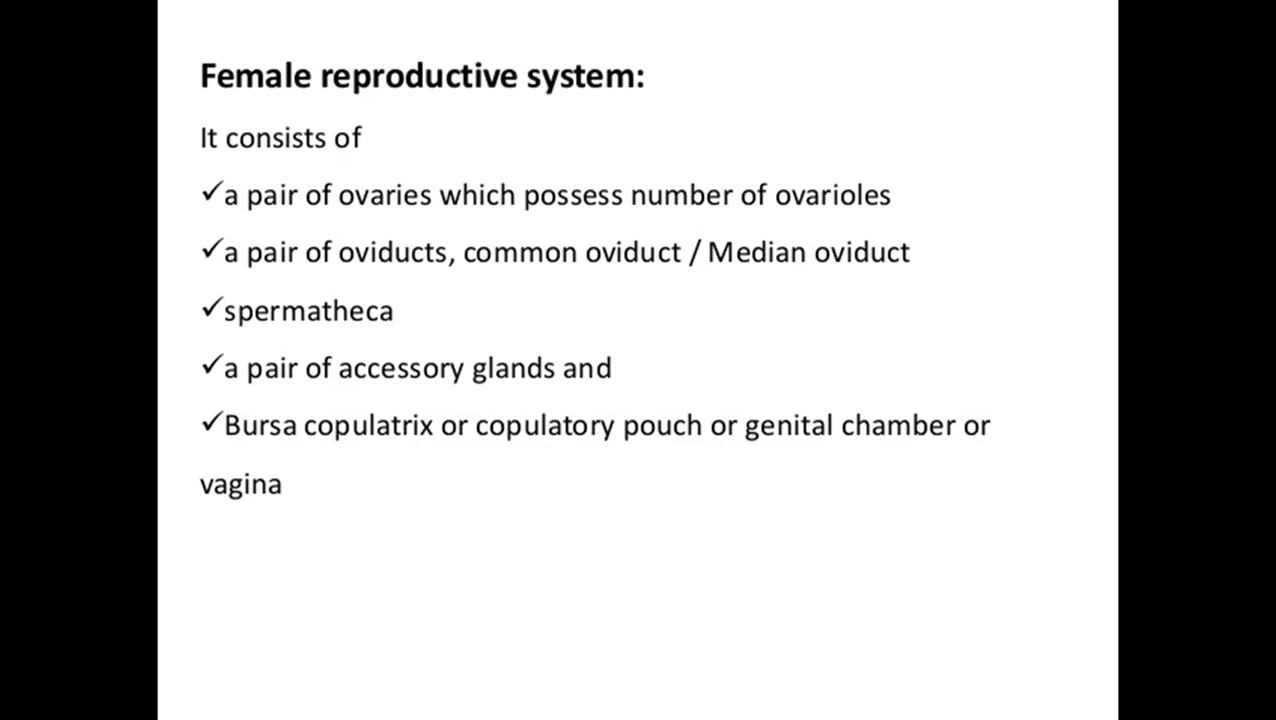 Female reproductive system:
It consists of
✓a pair of ovaries which possess number of ovarioles
✓a pair of oviducts, common oviduct / Median oviduct
✓spermatheca
✓a pair of accessory glands and
✓Bursa copulatrix or copulatory pouch or genital chamber or
vagina